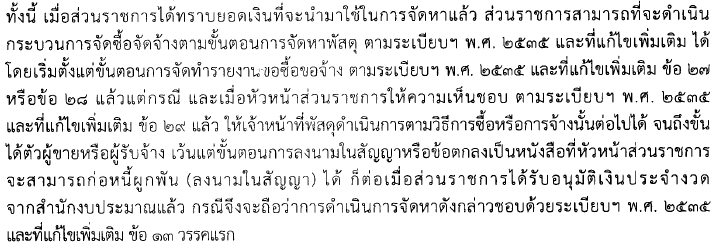 ทั้งนี้ เมื่อส่วนราชการได้ทราบยอดเงินที่จะนำมาใช้ในการจัดหาแล้ว ส่วนราชการสามารถที่จะดำเนิน
กระบวนการจัดซื้อจัดจ้างตามขั้นตอนการจัดหาพัสดุ ตามระเบียบฯ พ.ศ. ๒๕๓๕ และที่แก้ไขเพิ่มเติม ได้
โดยเริ่มตั้งแต่ขั้นตอนการจัดทำรายงานขอซื้อขอจ้าง ตามระเบียบฯ พ.ศ. ๒๕๓๕ และที่แก้ไขเพิ่มเติม ข้อ ๒๗
หรือข้อ ๒๘ แล้วแต่กรณี และเมื่อหัวหน้าส่วนราชการให้ความเห็นชอบ ตามระเบียบฯ พ.ศ. ๒๕๓๕
และที่แก้ไขเพิ่มเติม ข้อ ๒๙ แล้ว ให้เจ้าหน้าที่พัสดุดำเนินการตามวิธีการซื้อหรือการจ้างนั้นต่อไปได้ จนถึงขั้น
ได้ตัวผู้ขายหรือผู้รับจ้าง เว้นแต่ขั้นตอนการลงนามในสัญญาหรือข้อตกลงเป็นหนังสือที่หัวหน้าส่วนราชการ
จะสามารถก่อหนี้ผูกพัน (ลงนามในสัญญา) ได้ ก็ต่อเมื่อส่วนราชการได้รับอนุมัติเงินประจำงวด
จากสำนักงบประมาณแล้ว กรณีจึงจะถือว่าการดำเนินการจัดหาดังกล่าวชอบด้วยระเบียบฯ พ.ศ. ๒๕๓๕
และที่แก้ไขเพิ่มเติม ข้อ ๑๓ วรรคแรก